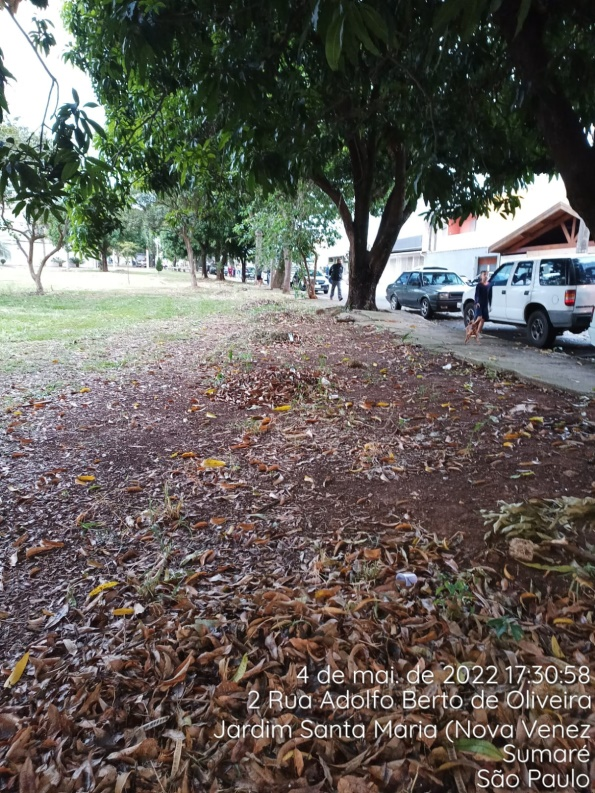 4 de mai. de 2022 17:30:58
2 Rua Adolfo Berto de Oliveira
Jardim Santa Maria (Nova Venez
Sumaré
São Paulo